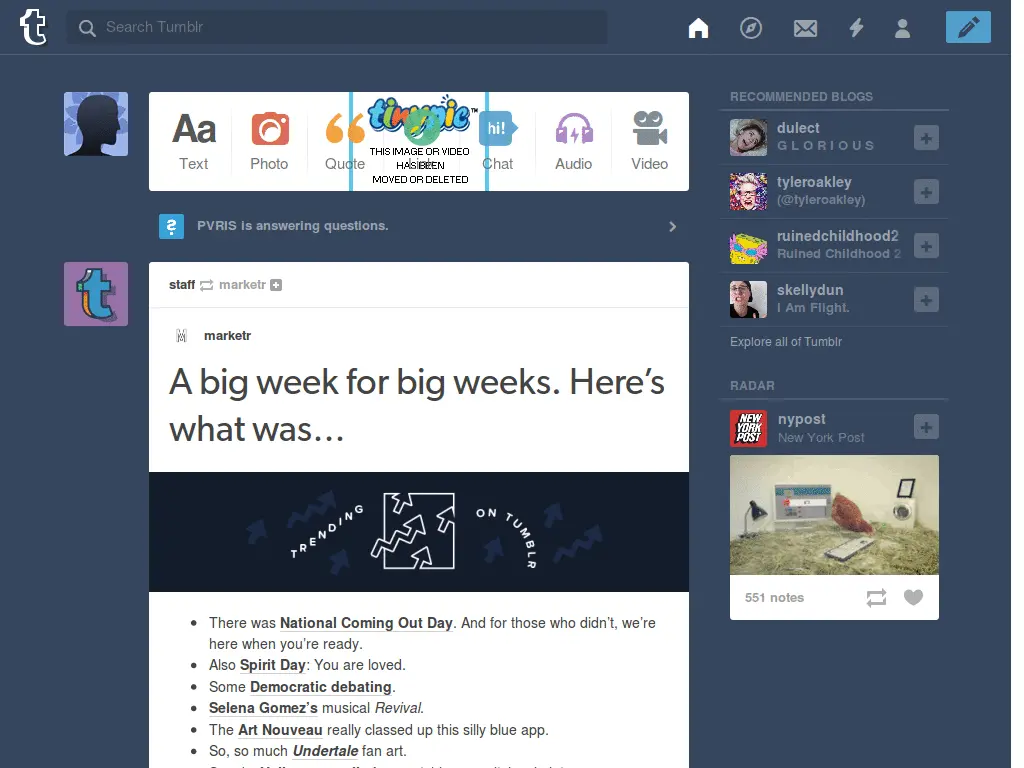 Search Tumblr
Aa
hi!
tinypic™
THIS IMAGE OR VIDEO
HAS BEEN
MOVED OR DELETED
Text
Photo
Quote
Link
Chat
Audio
Video
? PVRIS is answering questions.
staff marketr
marketr
A big week for big weeks. Here’s
what was…
TRENDING ON TUMBLR
• There was National Coming Out Day. And for those who didn’t, we’re
here when you’re ready.
• Also Spirit Day: You are loved.
• Some Democratic debating.
• Selena Gomez’s musical Revival.
• The Art Nouveau really classed up this silly blue app.
• So, so much Undertale fan art.
RECOMMENDED BLOGS
dulect
G L O R I O U S
tyleroakley
(@tyleroakley)
ruinedchildhood2
Ruined Childhood 2
skellydun
I Am Flight.
Explore all of Tumblr
RADAR
NEW
YORK
POST
nypost
New York Post
551 notes